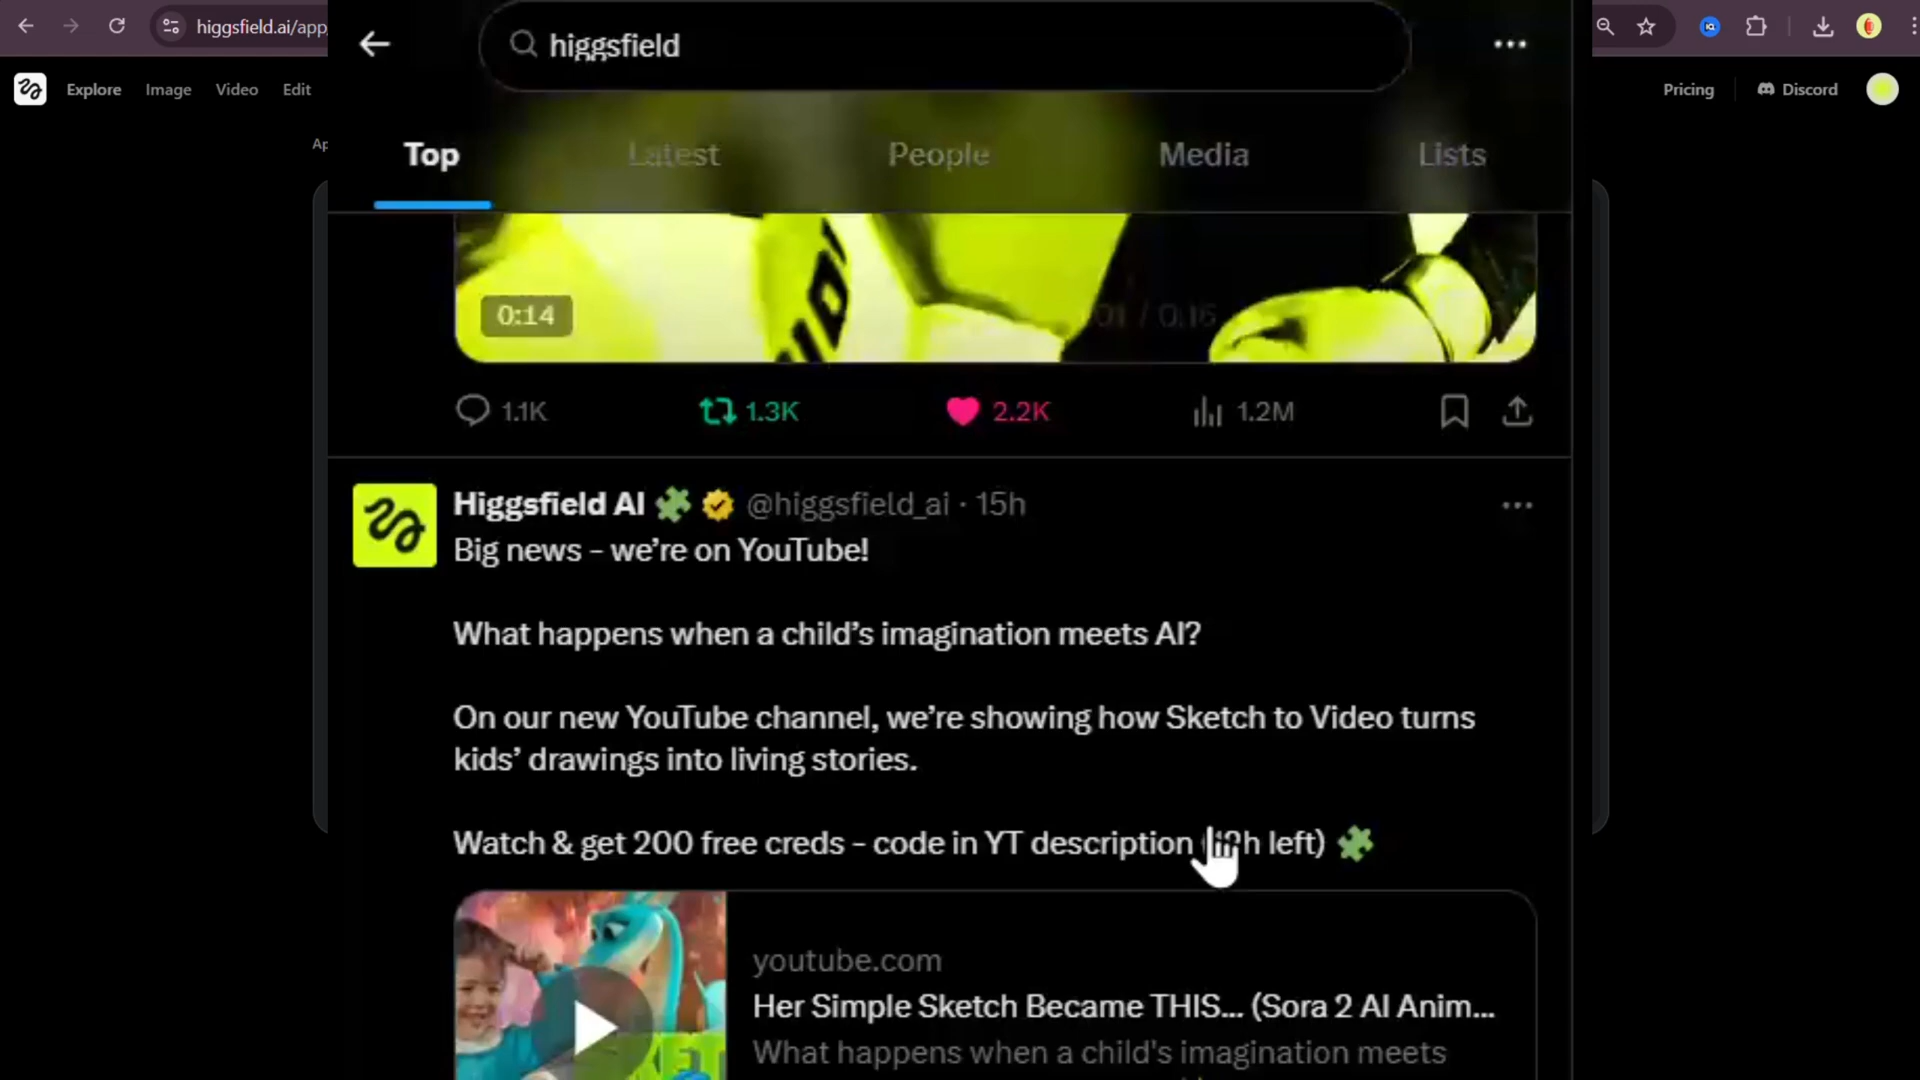 higgsfield.ai/app
higgsfield
Explore Image Video Edit
Pricing Discord
Top Latest People Media Lists
0:14
/ 0:16
1.1K 1.3K 2.2K 1.2M
Higgsfield AI @higgsfield_ai · 15h
Big news – we're on YouTube!
What happens when a child's imagination meets AI?
On our new YouTube channel, we're showing how Sketch to Video turns
kids' drawings into living stories.
Watch & get 200 free creds – code in YT description left)
youtube.com
Her Simple Sketch Became THIS... (Sora 2 AI Anim...
What happens when a child's imagination meets